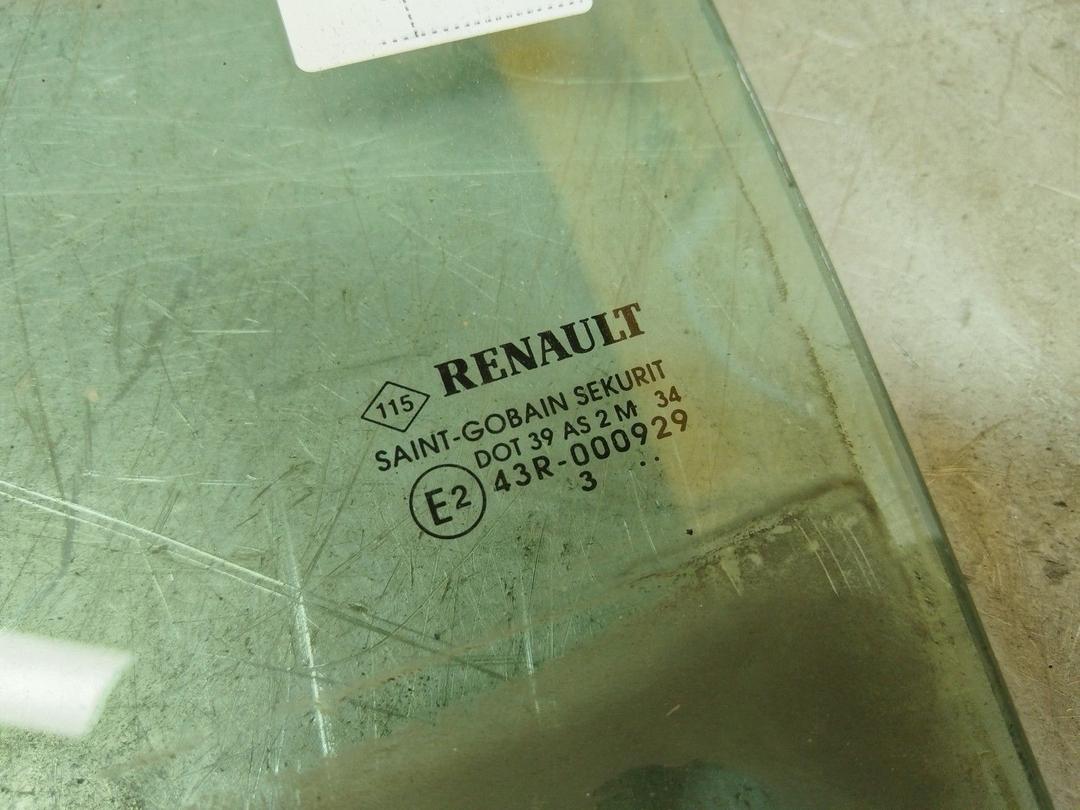 RENAULT
115
SAINT-GOBAIN SEKURIT
DOT 39 AS 2 M 34
E2 43R-000929
3 ..